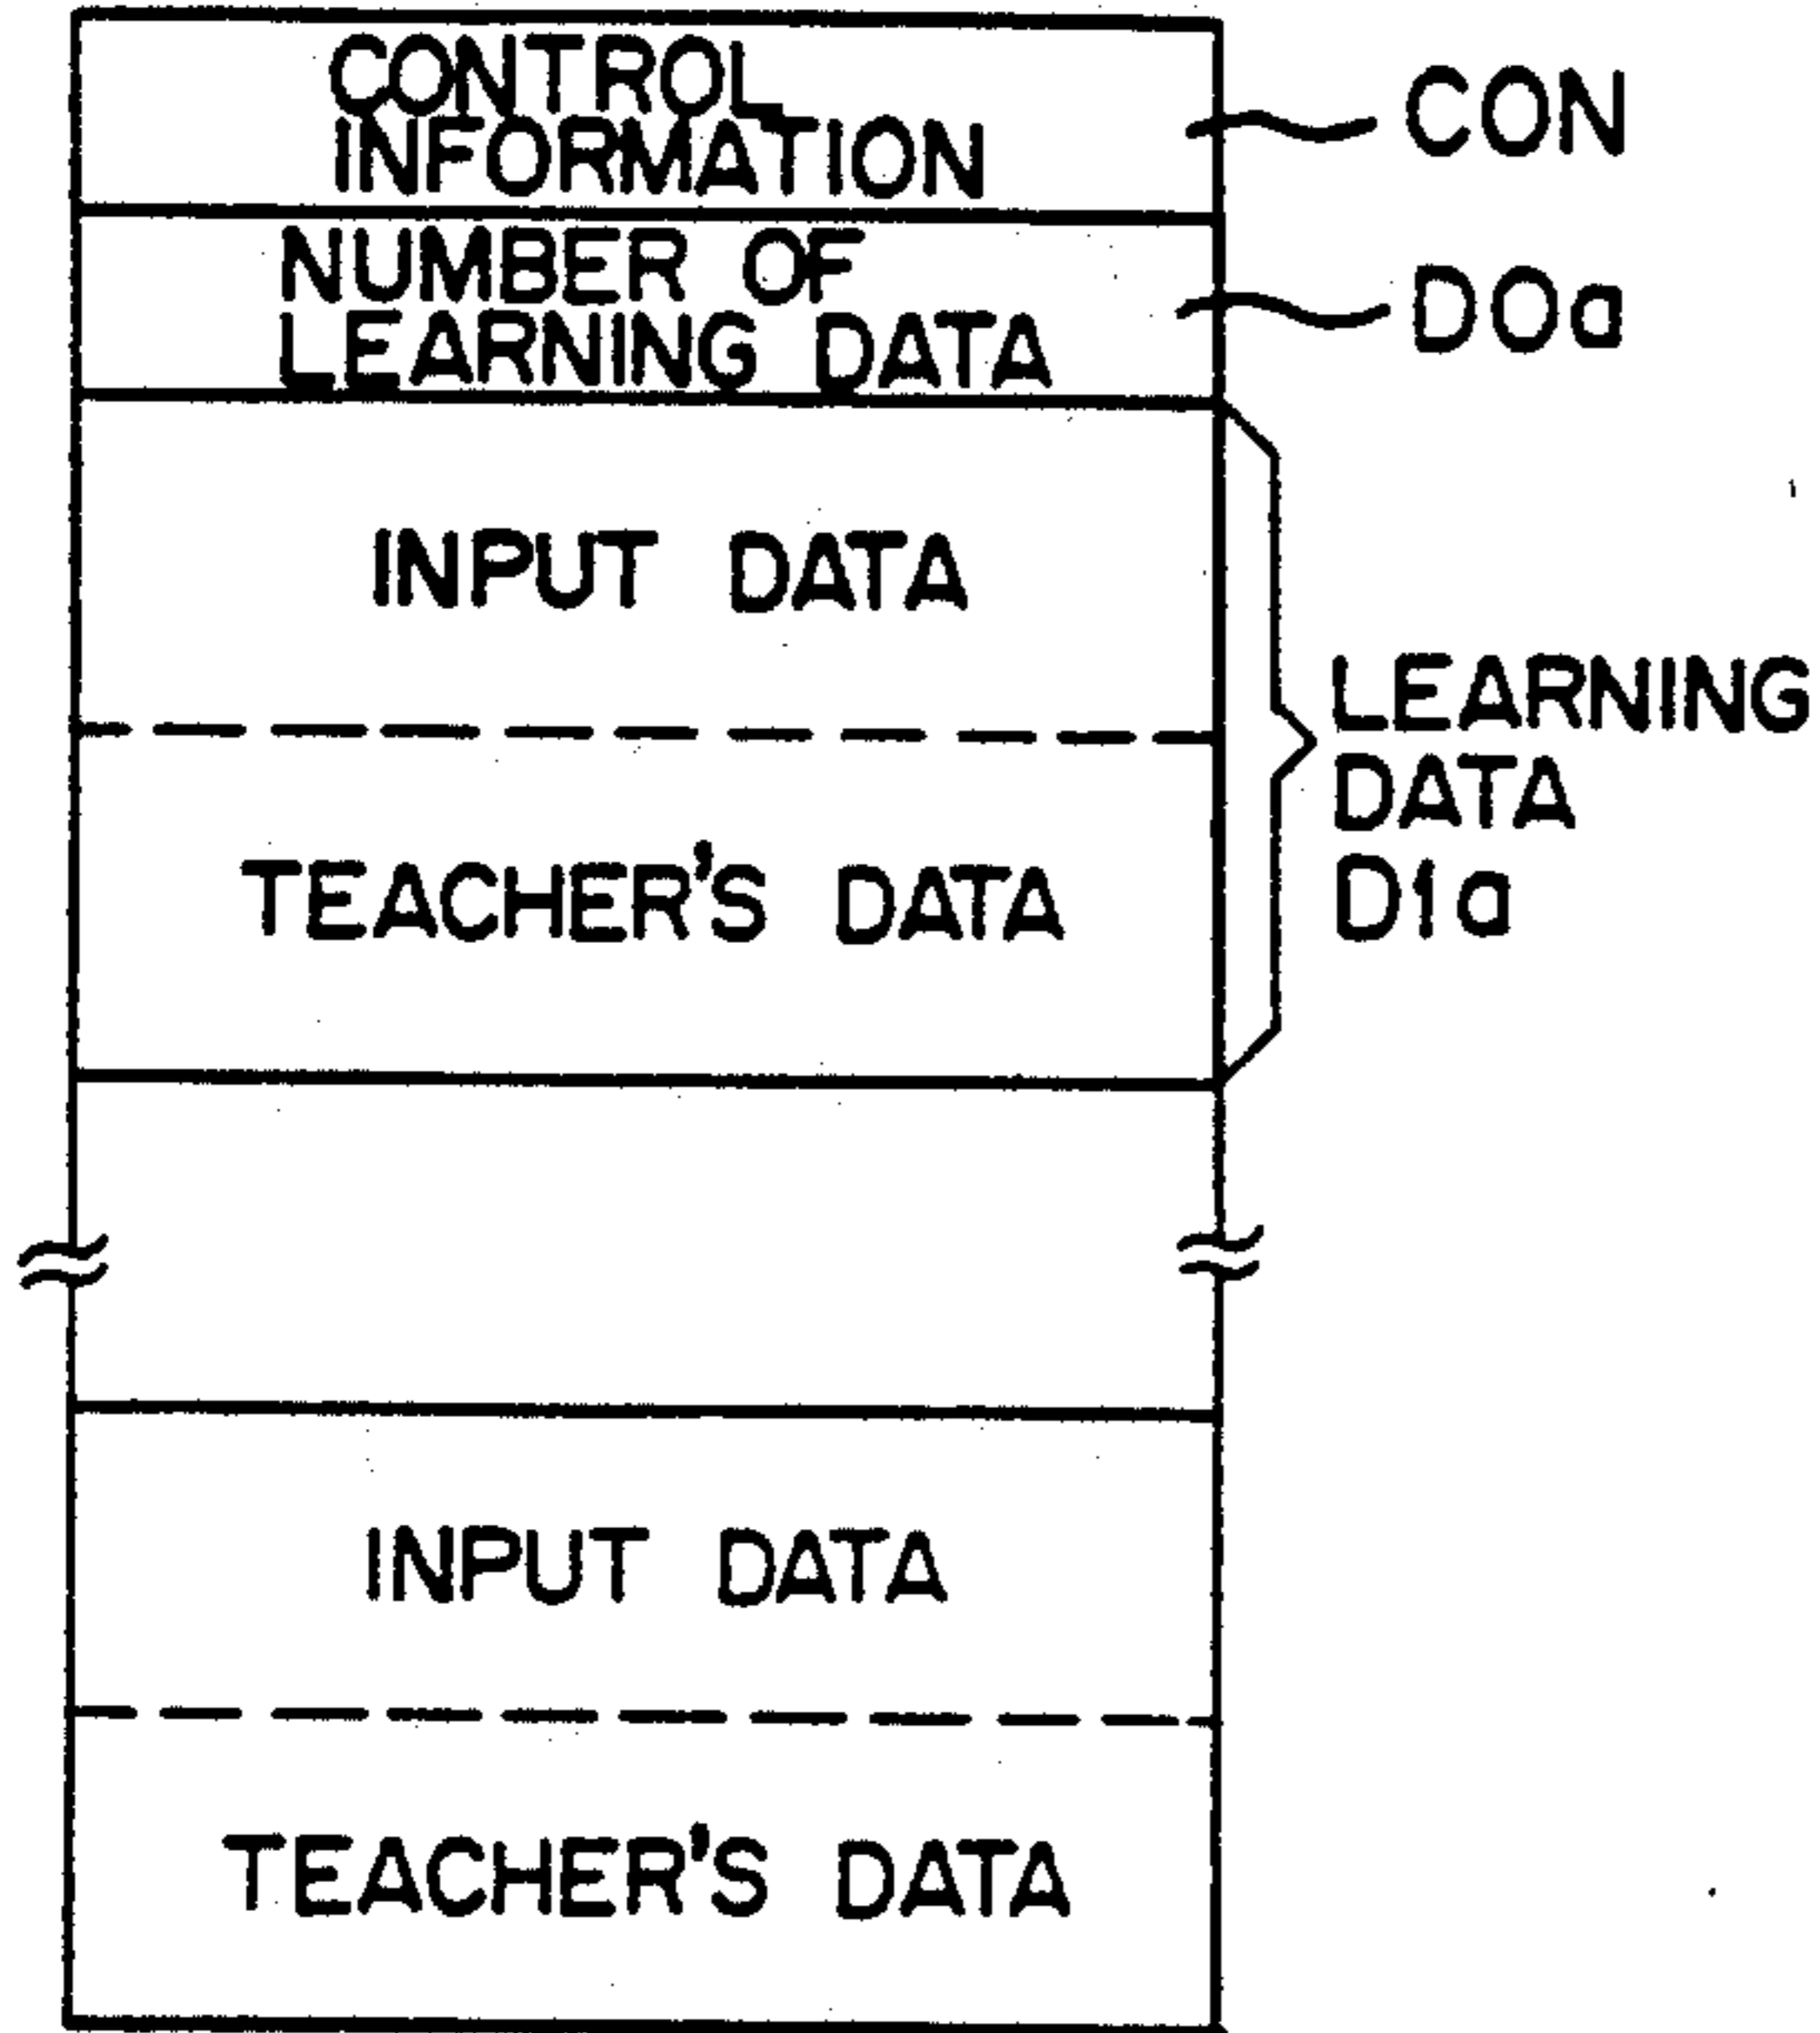 CONTROL
INFORMATION
CON
NUMBER OF
LEARNING DATA
D0a
INPUT DATA
TEACHER'S DATA
LEARNING
DATA
D1a
INPUT DATA
TEACHER'S DATA